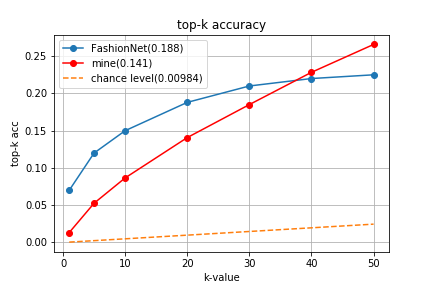 top-k accuracy
FashionNet(0.188)
mine(0.141)
chance level(0.00984)
top-k acc
0.25
0.20
0.15
0.10
0.05
0.00
0 10 20 30 40 50
k-value